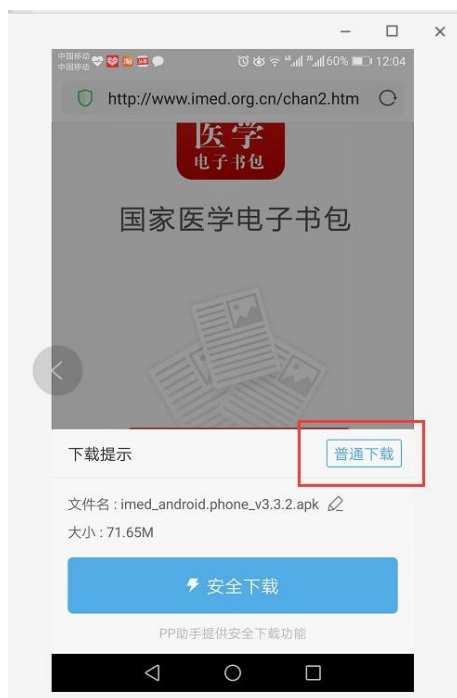 中国移动
中国移动
60% 12:04
http://www.imed.org.cn/chan2.htm
医学
电子书包
国家医学电子书包
下载提示
普通下载
文件名 : imed_android.phone_v3.3.2.apk
大小 : 71.65M
安全下载
PP助手提供安全下载功能